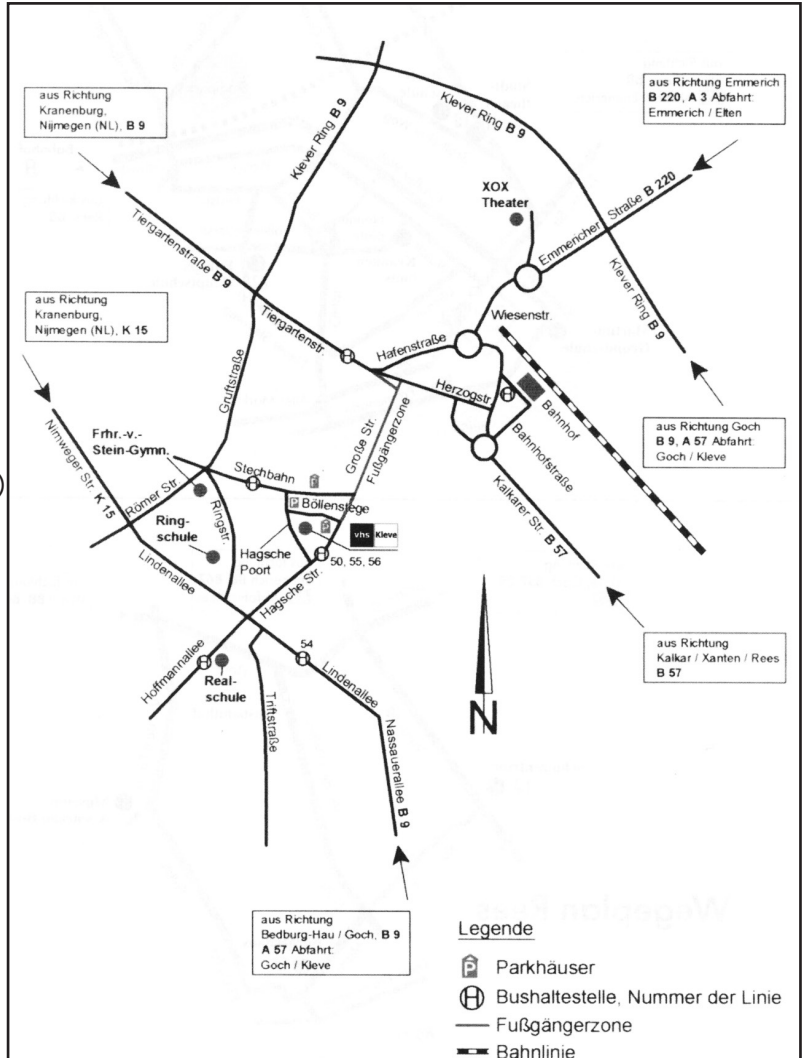 aus Richtung
Kranenburg,
Nijmegen (NL), B 9
aus Richtung Emmerich
B 220, A 3 Abfahrt:
Emmerich / Elten
Klever Ring B 9
Klever Ring B 9
XOX
Theater
Emmericher Straße B 220
Tiergartenstraße B 9
Klever Ring B 9
aus Richtung
Kranenburg,
Nijmegen (NL), K 15
Wiesenstr.
Tiergartenstr.
H
Hafenstraße
Herzogstr.
H
Bahnhof
Gruftstraße
Große Str.
Fußgängerzone
Bahnhofstraße
aus Richtung Goch
B 9, A 57 Abfahrt:
Goch / Kleve
Nimweger Str. K 15
Frhr.-v.-
Stein-Gymn.
Stechbahn
H
P
Römer Str.
Ringstr.
P
Böllenstege
P
Kalkarer Str. B 57
Ring-
schule
Hagsche
Poort
vhs Kleve
H
50, 55, 56
Lindenallee
Hagsche Str.
54
H
Hoffmannallee
H
Real-
schule
Lindenallee
Triftstraße
N
aus Richtung
Kalkar / Xanten / Rees
B 57
Nassauerallee B 9
aus Richtung
Bedburg-Hau / Goch, B 9
A 57 Abfahrt:
Goch / Kleve
Legende
P Parkhäuser
H Bushaltestelle, Nummer der Linie
Fußgängerzone
Bahnlinie